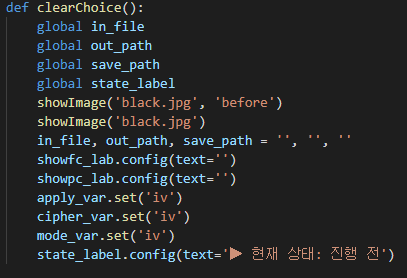 def clearChoice():
    global in_file
    global out_path
    global save_path
    global state_label
    showImage('black.jpg', 'before')
    showImage('black.jpg')
    in_file, out_path, save_path = '', '', ''
    showfc_lab.config(text='')
    showpc_lab.config(text='')
    apply_var.set('iv')
    cipher_var.set('iv')
    mode_var.set('iv')
    state_label.config(text='▶ 현재 상태: 진행 전')